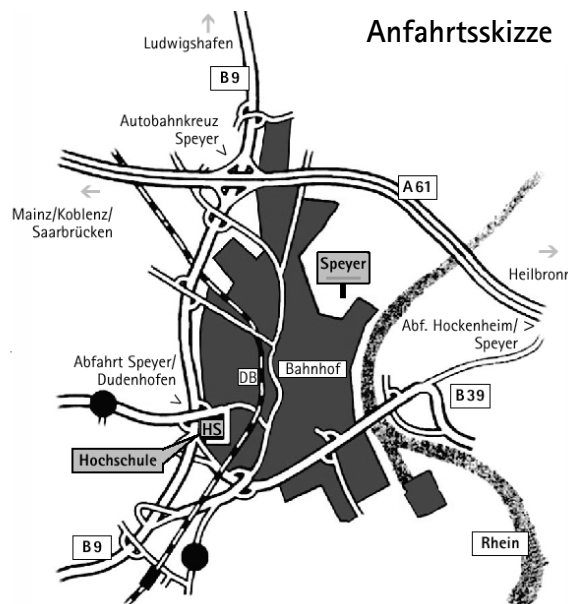 Anfahrtsskizze
Ludwigshafen
B9
Autobahnkreuz
Speyer
A61
Mainz/Koblenz/
Saarbrücken
Speyer
Heilbronn
Abf. Hockenheim/
Speyer
Abfahrt Speyer/
Dudenhofen
DB
Bahnhof
B39
HS
Hochschule
B9
Rhein